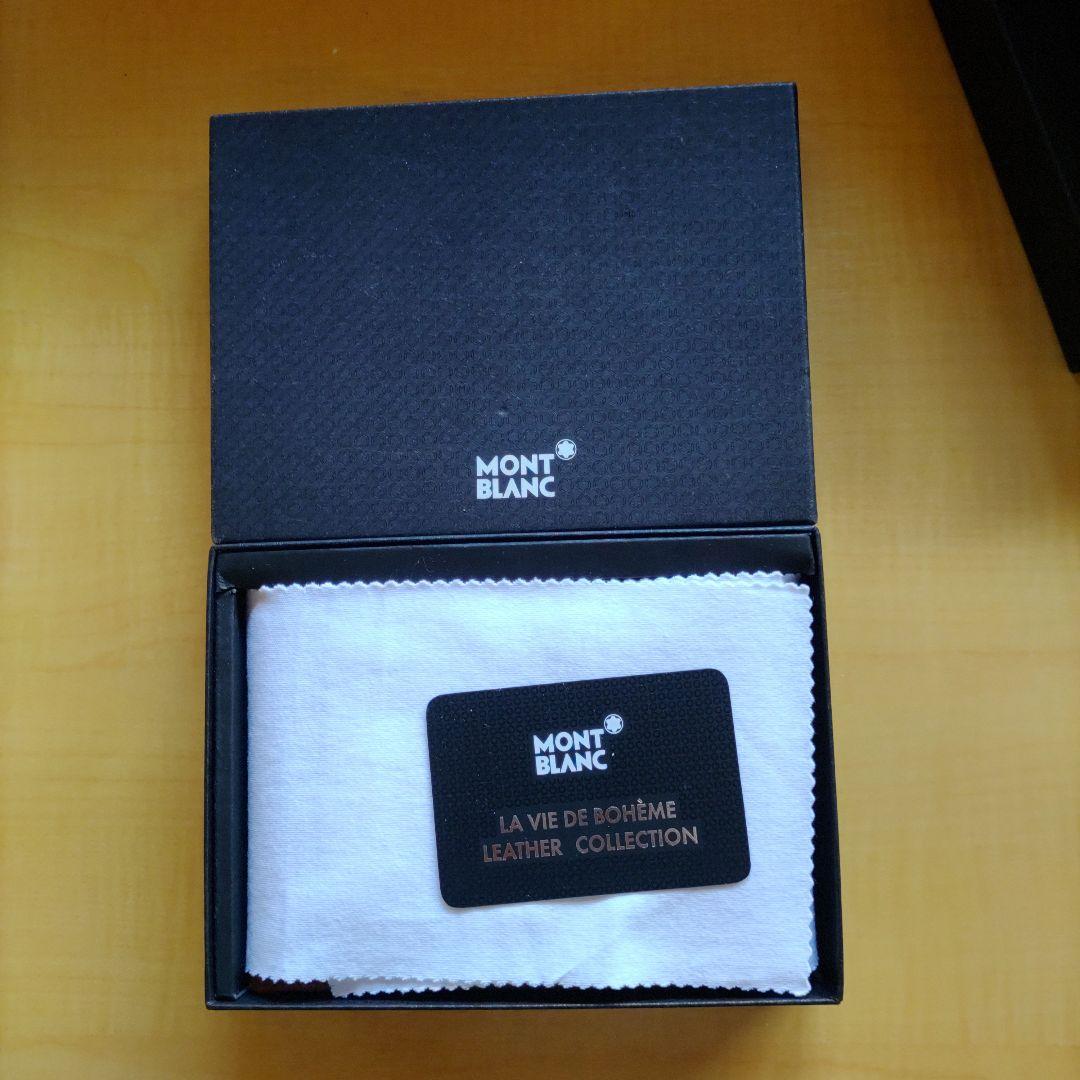 MONT
BLANC
MONT
BLANC
LA VIE DE BOHÈME
LEATHER COLLECTION